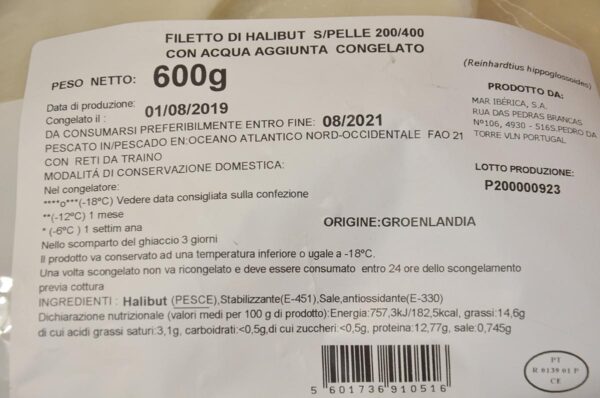 FILETTO DI HALIBUT S/PELLE 200/400
CON ACQUA AGGIUNTA CONGELATO
(Reinhardtius hippoglossoides)
PESO NETTO: 600g
PRODOTTO DA:
MAR IBÉRICA, S.A.
RUA DAS PEDRAS BRANCAS
Nº106, 4930 - 516S.PEDRO DA
TORRE VLN PORTUGAL
Data di produzione:
Congelato il : 01/08/2019
DA CONSUMARSI PREFERIBILMENTE ENTRO FINE: 08/2021
PESCATO IN/PESCADO EN:OCEANO ATLANTICO NORD-OCCIDENTALE FAO 21
CON RETI DA TRAINO
MODALITÁ DI CONSERVAZIONE DOMESTICA:
LOTTO PRODUZIONE:
P200000923
Nel congelatore:
****o***(-18ºC) Vedere data consigliata sulla confezione
**(-12ºC) 1 mese
* (-6ºC ) 1 settim ana
ORIGINE:GROENLANDIA
Nello scomparto del ghiaccio 3 giorni
Il prodotto va conservato ad una temperatura inferiore o ugale a -18ºC.
Una volta scongelato non va ricongelato e deve essere consumato entro 24 ore dello scongelamento
previa cottura
INGREDIENTI : Halibut (PESCE),Stabilizzante(E-451),Sale,antiossidante(E-330)
Dichiarazione nutrizionale (valori medi per 100 g di prodotto):Energia:757,3kJ/182,5kcal, grassi:14,6g
di cui acidi grassi saturi:3,1g, carboidrati:<0,5g,di cui zuccheri:<0,5g, proteina:12,77g, sale:0,745g
5 601736 910516
PT
R 0139 01 P
CE